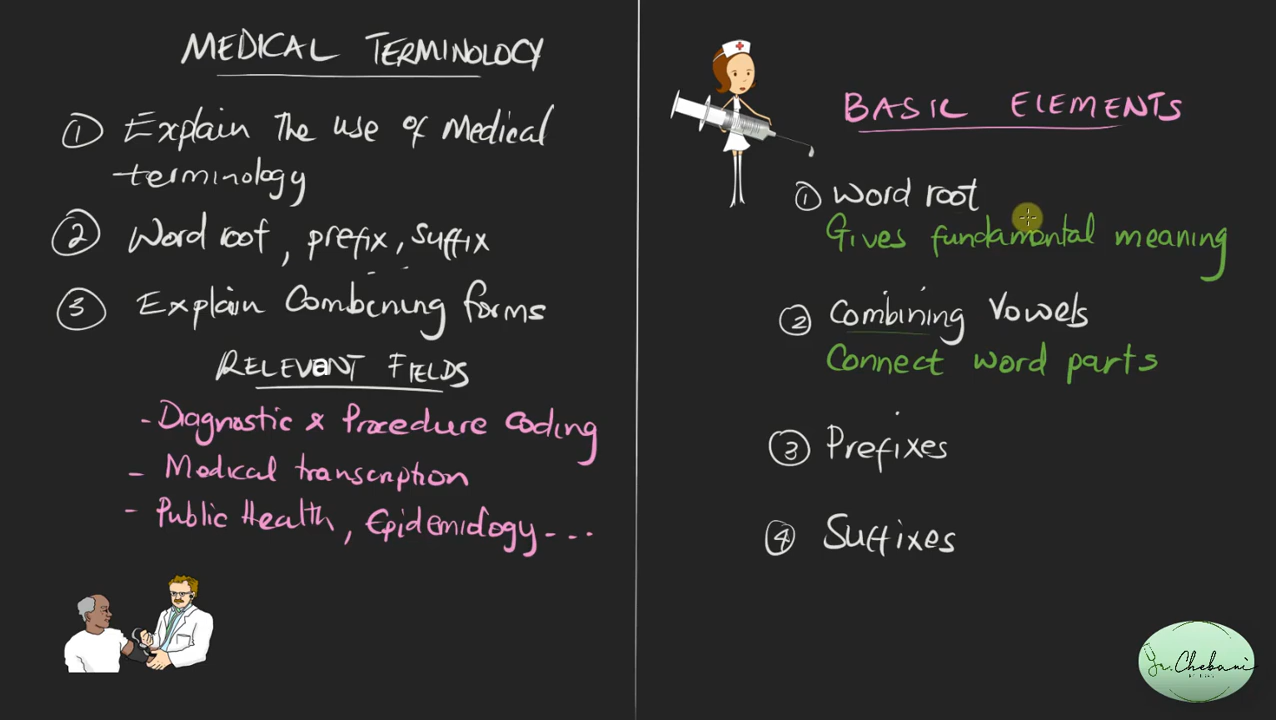 MEDICAL TERMINOLOGY
① Explain the use of Medical
terminology
② Word root, prefix, suffix
③ Explain Combining forms
RELEVANT FIELDS
- Diagnostic & Procedure Coding
- Medical transcription
- Public Health, Epidemiology - - -
BASIC ELEMENTS
① Word root
Gives fundamental meaning
② Combining Vowels
Connect word parts
③ Prefixes
④ Suffixes
Dr. Chebani